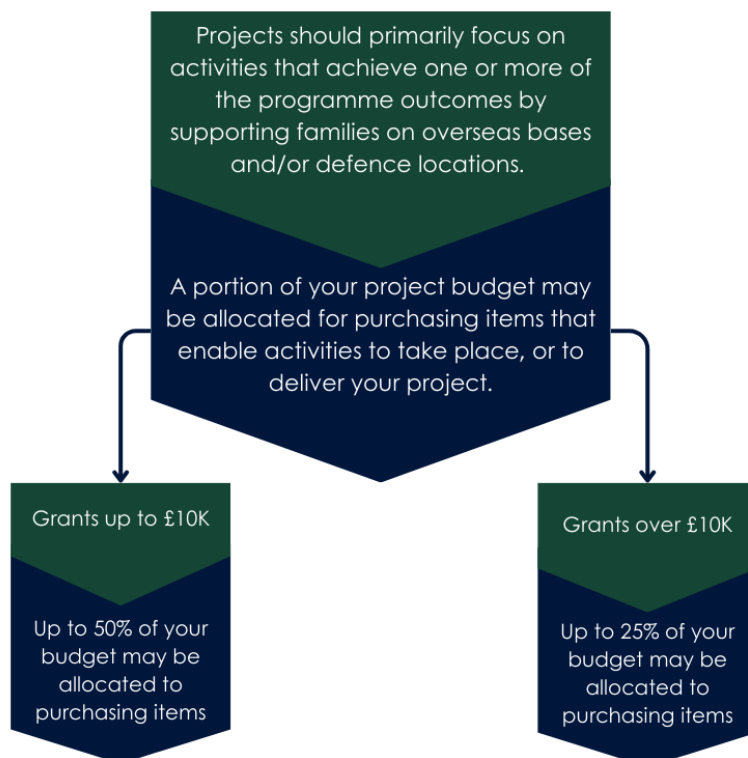 Projects should primarily focus on
activities that achieve one or more of
the programme outcomes by
supporting families on overseas bases
and/or defence locations.
A portion of your project budget may
be allocated for purchasing items that
enable activities to take place, or to
deliver your project.
Grants up to £10K
Up to 50% of your
budget may be
allocated to
purchasing items
Grants over £10K
Up to 25% of your
budget may be
allocated to
purchasing items